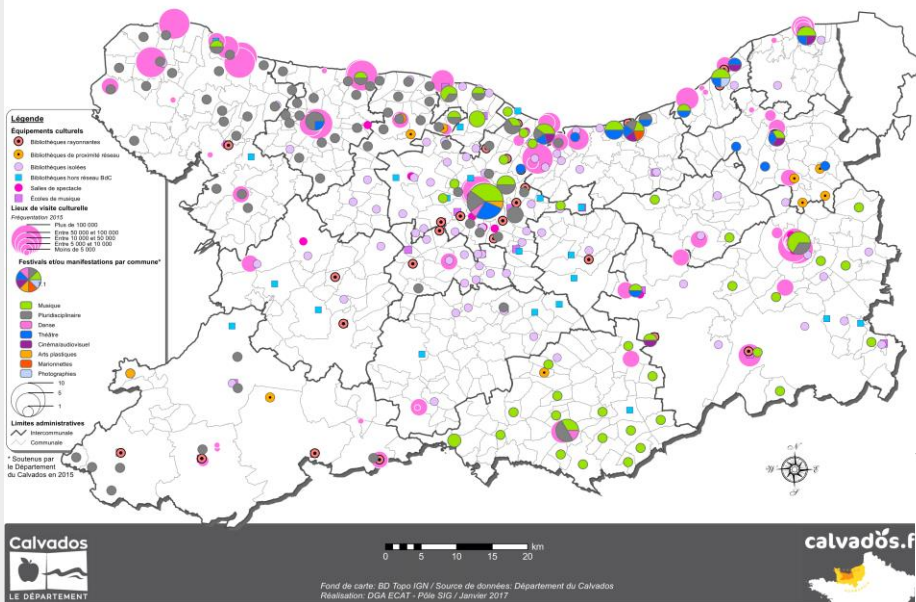 Légende
Équipements culturels
Bibliothèques rayonnantes
Bibliothèques de proximité réseau
Bibliothèques isolées
Bibliothèques hors réseau BdC
Salles de spectacle
Écoles de musique
Lieux de visite culturelle
Fréquentation 2015
Plus de 100 000
Entre 50 000 et 100 000
Entre 10 000 et 50 000
Entre 5 000 et 10 000
Moins de 5 000
Festivals et/ou manifestations par commune*
Musique
Pluridisciplinaire
Danse
Théâtre
Cinéma/audiovisuel
Arts plastiques
Marionnettes
Photographies
10
5
1
Limites administratives
Intercommunale
Communale
* Soutenus par
le Département
du Calvados en 2015
N
S
Calvados
LE DÉPARTEMENT
0 5 10 15 20 km
Fond de carte: BD Topo IGN / Source de données: Département du Calvados
Réalisation: DGA ECAT - Pôle SIG / Janvier 2017
calvados.f